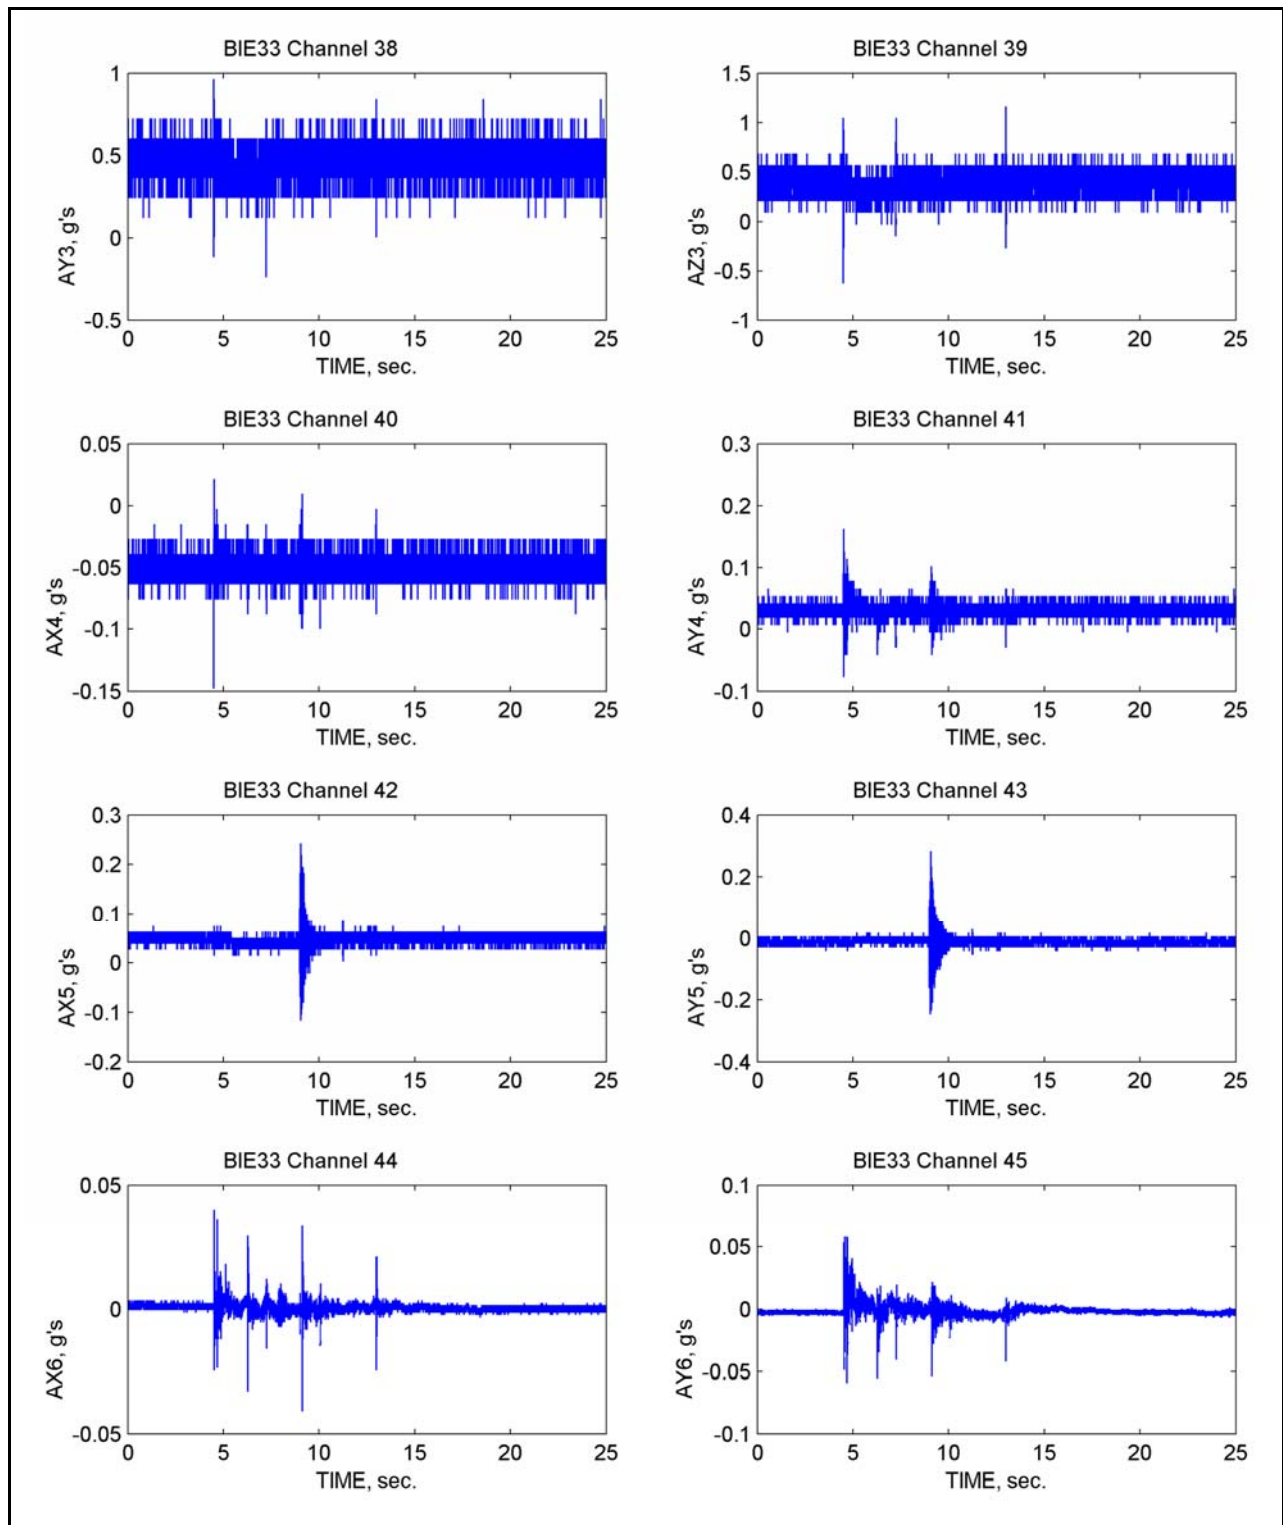 BIE33 Channel 38
BIE33 Channel 39
1
0.5
0
-0.5
AY3, g's
0 5 10 15 20 25
TIME, sec.
1.5
1
0.5
0
-0.5
-1
AZ3, g's
0 5 10 15 20 25
TIME, sec.
BIE33 Channel 40
BIE33 Channel 41
0.05
0
-0.05
-0.1
-0.15
AX4, g's
0 5 10 15 20 25
TIME, sec.
0.3
0.2
0.1
0
-0.1
AY4, g's
0 5 10 15 20 25
TIME, sec.
BIE33 Channel 42
BIE33 Channel 43
0.3
0.2
0.1
0
-0.1
-0.2
AX5, g's
0 5 10 15 20 25
TIME, sec.
0.4
0.2
0
-0.2
-0.4
AY5, g's
0 5 10 15 20 25
TIME, sec.
BIE33 Channel 44
BIE33 Channel 45
0.05
0
-0.05
AX6, g's
0 5 10 15 20 25
TIME, sec.
0.1
0.05
0
-0.05
-0.1
AY6, g's
0 5 10 15 20 25
TIME, sec.